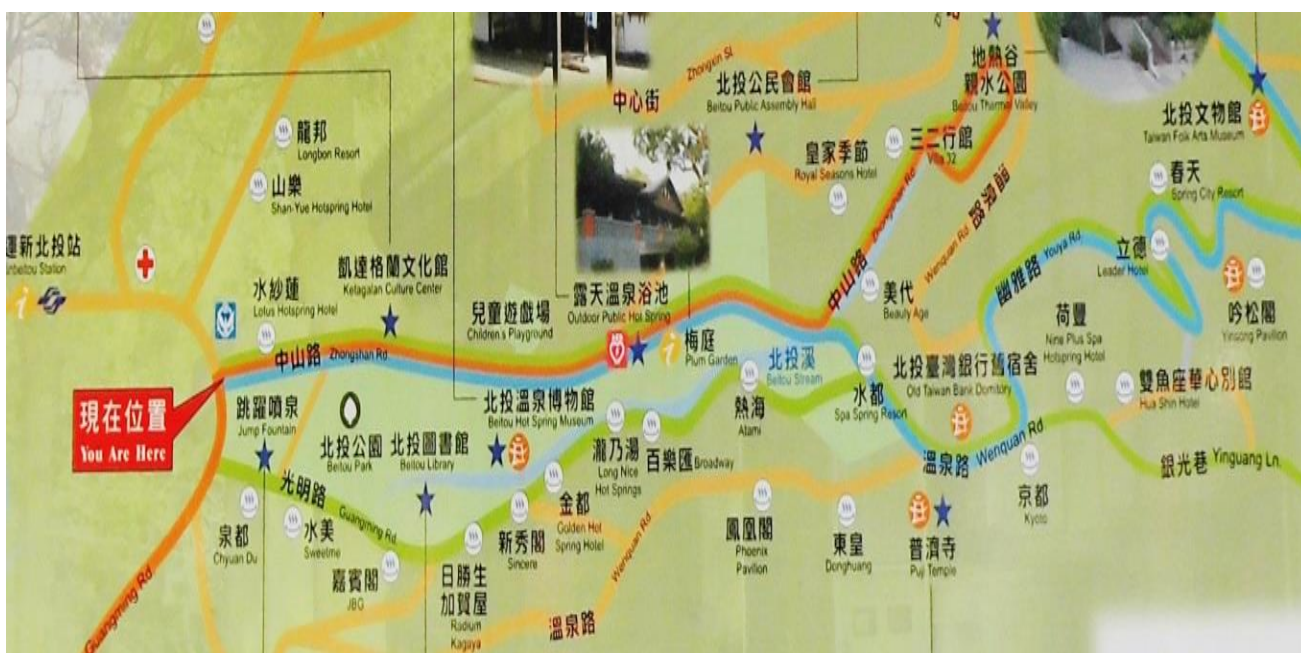 中心街
Zhongxin St
北投公民會館
Beitou Public Assembly Hall
地熱谷
親水公園
Beitou Thermal Valley
北投文物館
Taiwan Folk Arts Museum
龍邦
Longbon Resort
山樂
Shan-Yue Hotspring Hotel
皇家季節
Royal Seasons Hotel
三二行館
Villa 32
春天
Spring City Resort
運新北投站
inbeitou Station
水紗蓮
Lotus Hotspring Hotel
凱達格蘭文化館
Ketagalan Culture Center
兒童遊戲場
Children's Playground
露天溫泉浴池
Outdoor Public Hot Spring
梅庭
Plum Garden
中山路
Zhongshan Rd
中山路
Zhongshan Rd
溫泉路
Wenquan Rd
幽雅路
Youya Rd
立德
Leader Hotel
美代
Beauty Age
荷豐
Nine Plus Spa
Hotspring Hotel
吟松閣
Yinsong Pavilion
北投溪
Beitou Stream
水都
Spa Spring Resort
北投臺灣銀行舊宿舍
Old Taiwan Bank Domitory
雙魚座華心別館
Hua Shin Hotel
現在位置
You Are Here
跳躍噴泉
Jump Fountain
北投公園
Beitou Park
北投圖書館
Beitou Library
北投溫泉博物館
Beitou Hot Spring Museum
瀧乃湯
Long Nice
Hot Springs
百樂匯
Broadway
熱海
Atami
溫泉路
Wenquan Rd
銀光巷
Yinguang Ln.
光明路
Guangming Rd
泉都
Chyuan Du
水美
Sweetme
嘉賓閣
JBG
日勝生
加賀屋
Radium
Kagaya
新秀閣
Sincere
金都
Golden Hot
Spring Hotel
Wenquan Rd
溫泉路
鳳凰閣
Phoenix
Pavilion
東皇
Donghuang
普濟寺
Puji Temple
京都
Kyoto
Guangming Rd